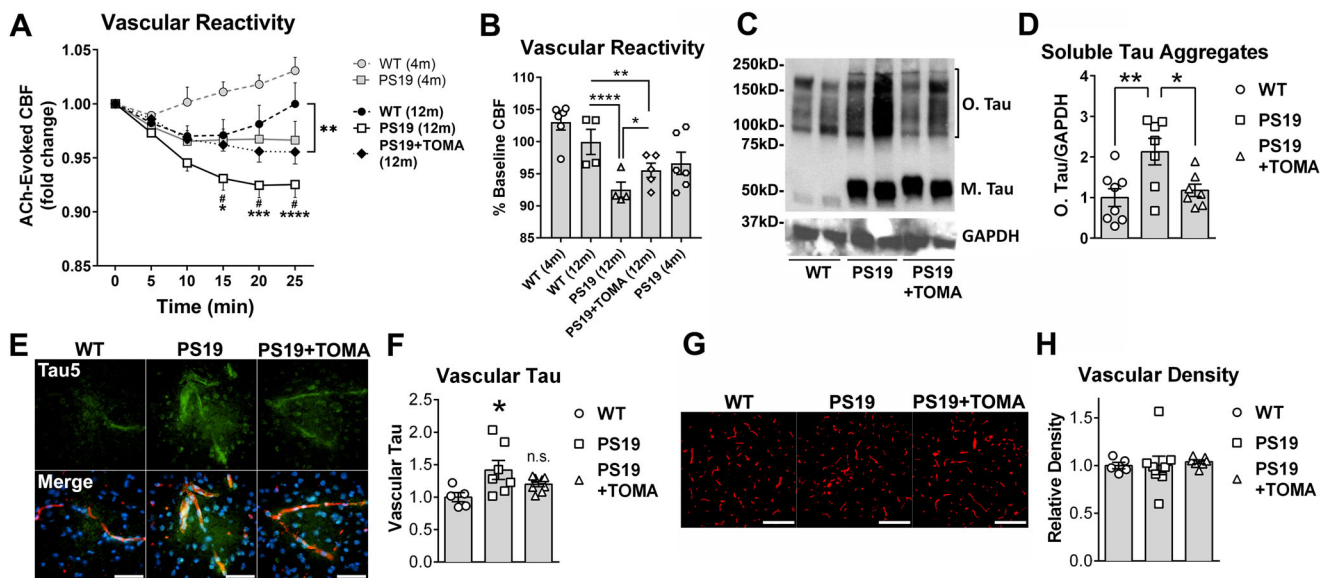 A
Vascular Reactivity
ACh-Evoked CBF
(fold change)
1.05
1.00
0.95
0.90
0.85
0
5
10
15
20
25
Time (min)
#
*
#
***
#
****
**
WT (4m)
PS19 (4m)
WT (12m)
PS19 (12m)
PS19+TOMA
(12m)
B
Vascular Reactivity
% Baseline CBF
110
105
100
95
90
85
**
****
*
WT (4m)
WT (12m)
PS19 (12m)
PS19+TOMA (12m)
PS19 (4m)
C
250kD
150kD
100kD
75kD
50kD
37kD
O. Tau
M. Tau
GAPDH
WT
PS19
PS19
+TOMA
D
Soluble Tau Aggregates
O. Tau/GAPDH
4
3
2
1
0
**
*
WT
PS19
PS19
+TOMA
E
WT
PS19
PS19+TOMA
Tau5
Merge
F
Vascular Tau
Vascular Tau
2.5
2.0
1.5
1.0
0.5
0.0
*
n.s.
WT
PS19
PS19
+TOMA
G
WT
PS19
PS19+TOMA
H
Vascular Density
Relative Density
1.5
1.0
0.5
0.0
WT
PS19
PS19
+TOMA